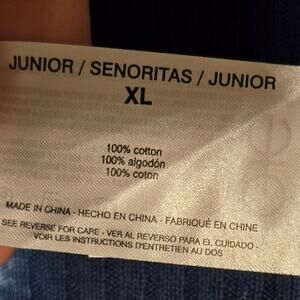 JUNIOR / SENORITAS / JUNIOR
XL
100% cotton
100% algodón
100% coton
MADE IN CHINA - HECHO EN CHINA - FABRIQUÉ EN CHINE
SEE REVERSE FOR CARE - VER AL REVERSO PARA EL CUIDADO -
VOIR LES INSTRUCTIONS D'ENTRETIEN AU DOS